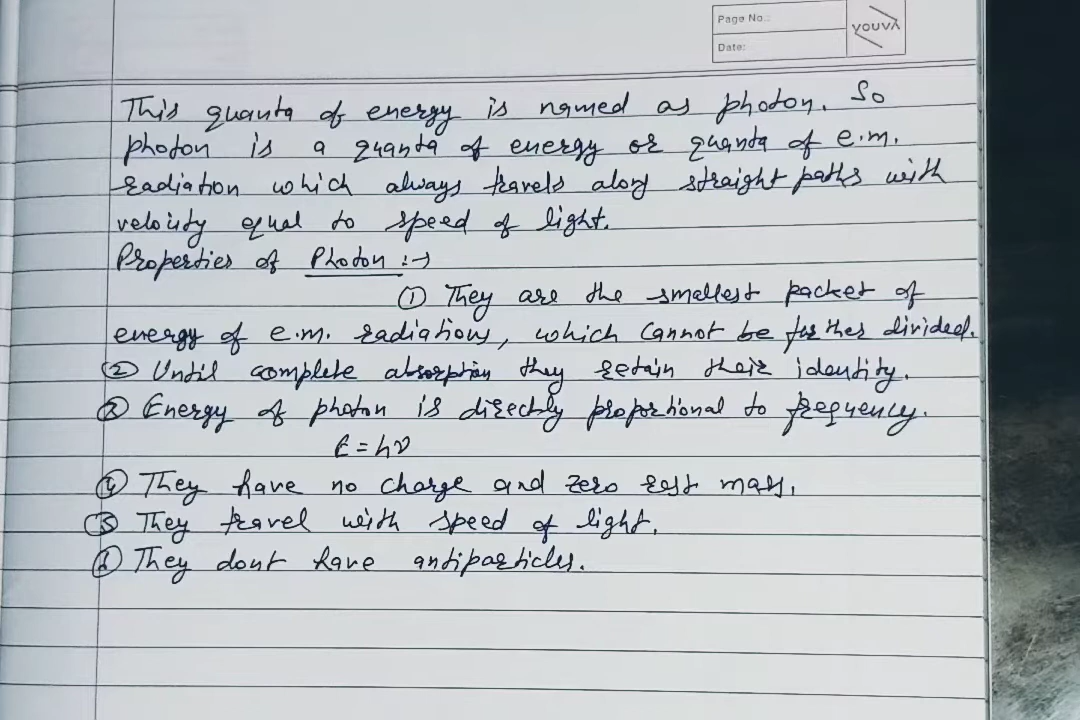 Page No.:
Date:
YOUVA
This quanta of energy is named as photon. So
photon is a quanta of energy or quanta of e.m.
radiation which always travels along straight paths with
velocity equal to speed of light.
Properties of Photon :→
① They are the smallest packet of
energy of e.m. radiations, which cannot be further divided.
② Until complete absorption they retain their identity.
③ Energy of photon is directly proportional to frequency.
E = hν
④ They have no charge and zero rest mass.
⑤ They travel with speed of light.
⑥ They dont have antiparticles.